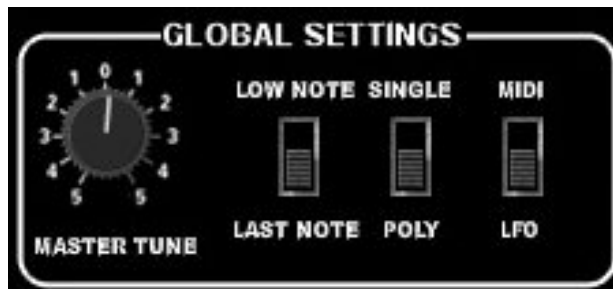 GLOBAL SETTINGS
0
1 1
2 2
3 3
4 4
5 5
MASTER TUNE
LOW NOTE SINGLE MIDI
LAST NOTE POLY LFO